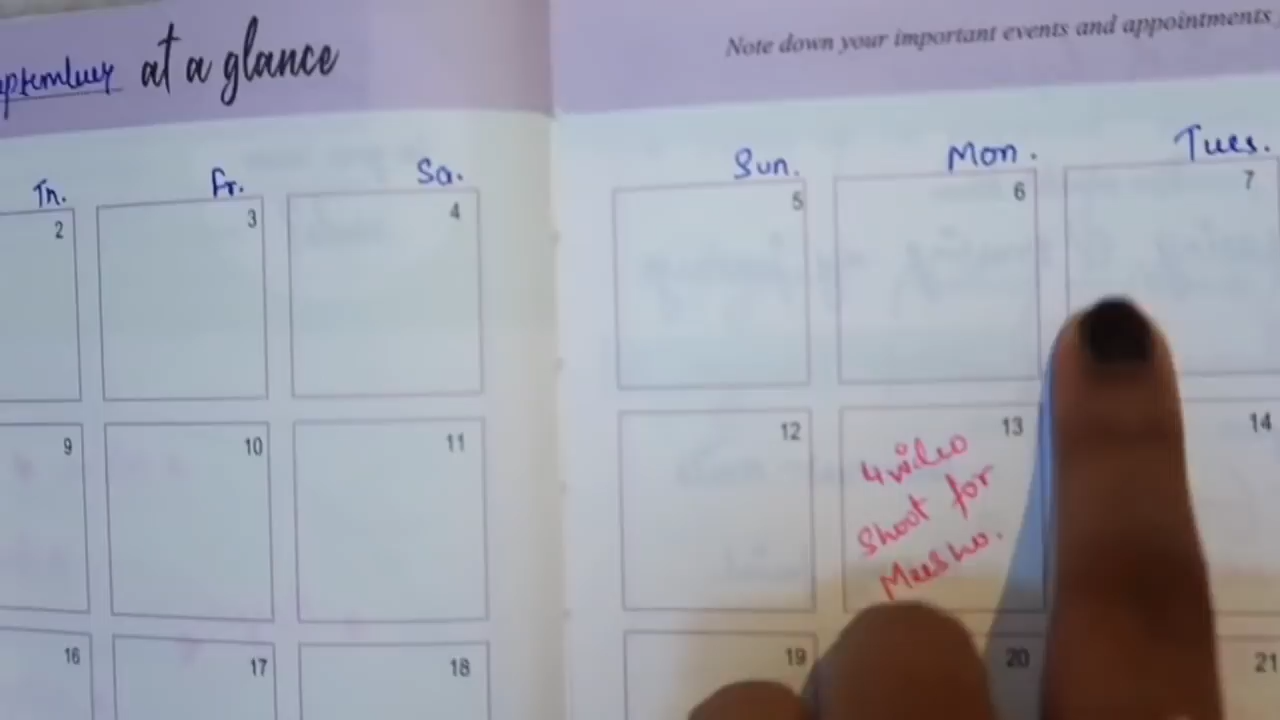 at a glance
Note down your important events and appointments
Th. Fr. Sa. Sun. Mon. Tues.
2 3 4 5 6 7
9 10 11 12 13 14
4 video
shoot for
Meesho.
16 17 18 19 20 21